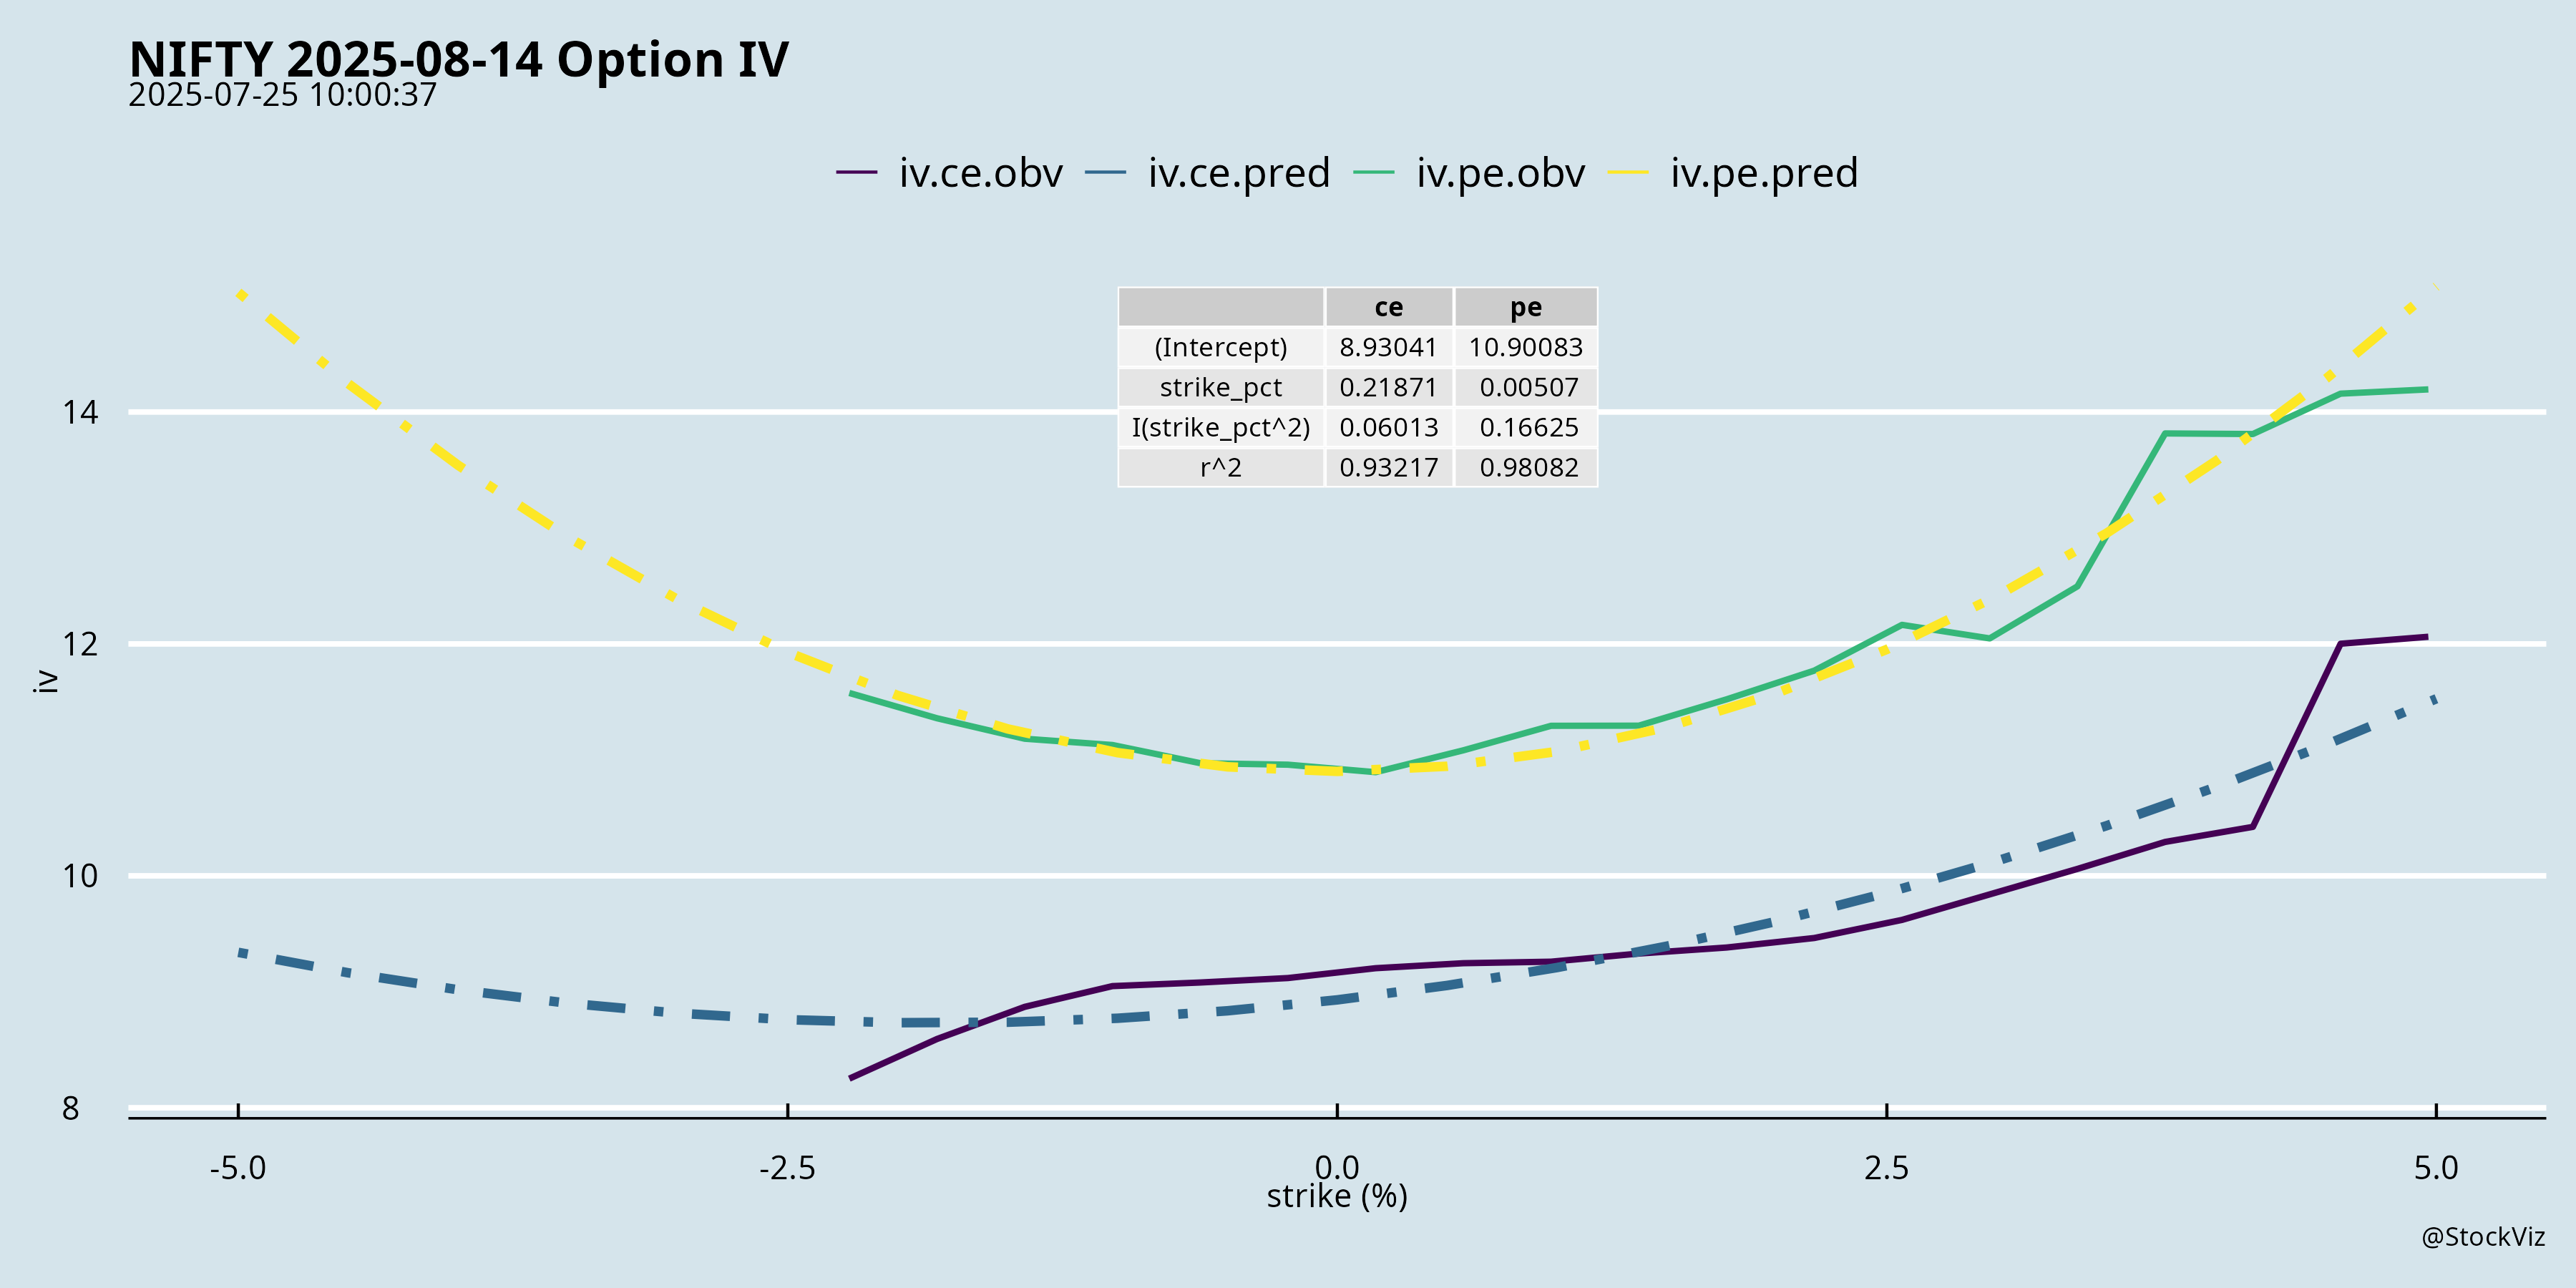 NIFTY 2025-08-14 Option IV
2025-07-25 10:00:37
iv.ce.obv iv.ce.pred iv.pe.obv iv.pe.pred
ce pe
(Intercept) 8.93041 10.90083
strike_pct 0.21871 0.00507
I(strike_pct^2) 0.06013 0.16625
r^2 0.93217 0.98082
14
12
iv
10
8
-5.0 -2.5 0.0 2.5 5.0
strike (%)
@StockViz